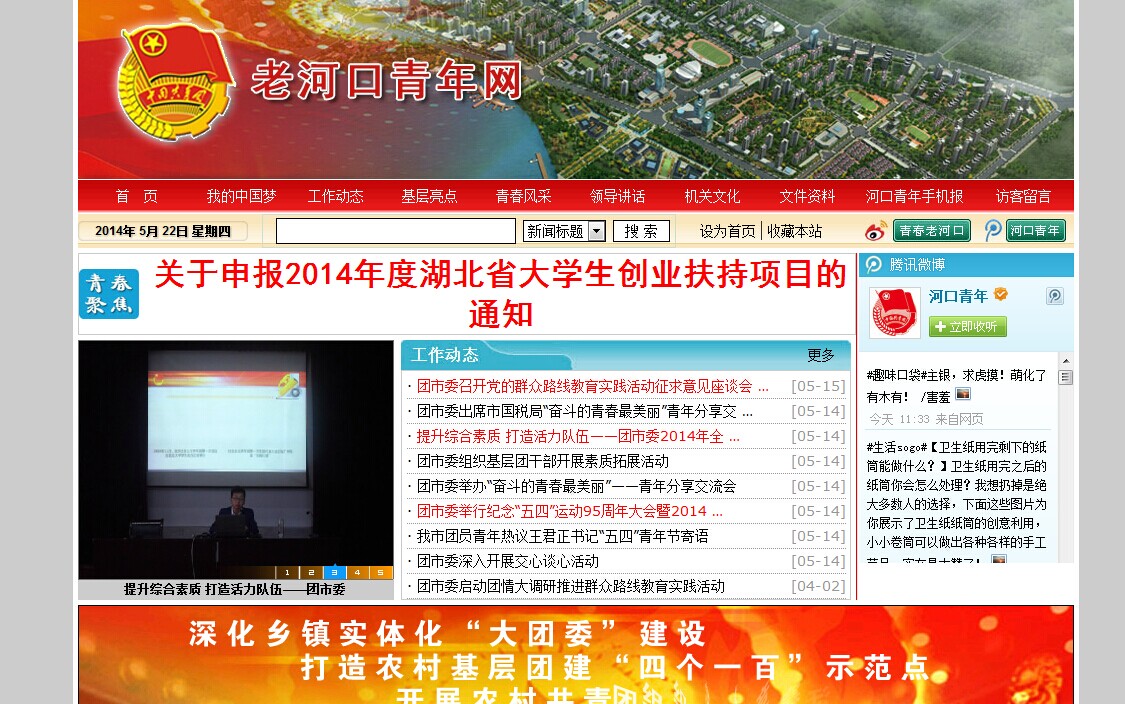 老河口青年网
首 页 我的中国梦 工作动态 基层亮点 青春风采 领导讲话 机关文化 文件资料 河口青年手机报 访客留言
2014年 5月 22日 星期四 新闻标题 搜 索 设为首页 收藏本站 青春老河口 河口青年
青春
聚焦
关于申报2014年度湖北省大学生创业扶持项目的
通知
1 2 3 4 5
提升综合素质 打造活力队伍——团市委
工作动态 更多
· 团市委召开党的群众路线教育实践活动征求意见座谈会 ... [05-15]
· 团市委出席市国税局“奋斗的青春最美丽”青年分享交 ... [05-14]
· 提升综合素质 打造活力队伍——团市委2014年全 ... [05-14]
· 团市委组织基层团干部开展素质拓展活动 [05-14]
· 团市委举办“奋斗的青春最美丽”——青年分享交流会 [05-14]
· 团市委举行纪念“五四”运动95周年大会暨2014 ... [05-14]
· 我市团员青年热议王君正书记“五四”青年节寄语 [05-14]
· 团市委深入开展交心谈心活动 [05-14]
· 团市委启动团情大调研推进群众路线教育实践活动 [04-02]
腾讯微博
河口青年
立即收听
#趣味口袋#主银，求虎摸！萌化了
有木有！ /害羞
今天 11:33 来自网页
#生活sogo#【卫生纸用完剩下的纸
筒能做什么？】卫生纸用完之后的
纸筒你会怎么处理？我想扔掉是绝
大多数人的选择，下面这些图片为
你展示了卫生纸纸筒的创意利用，
小小卷筒可以做出各种各样的手工
深化乡镇实体化“大团委”建设
打造农村基层团建“四个一百”示范点
开展农村共青团